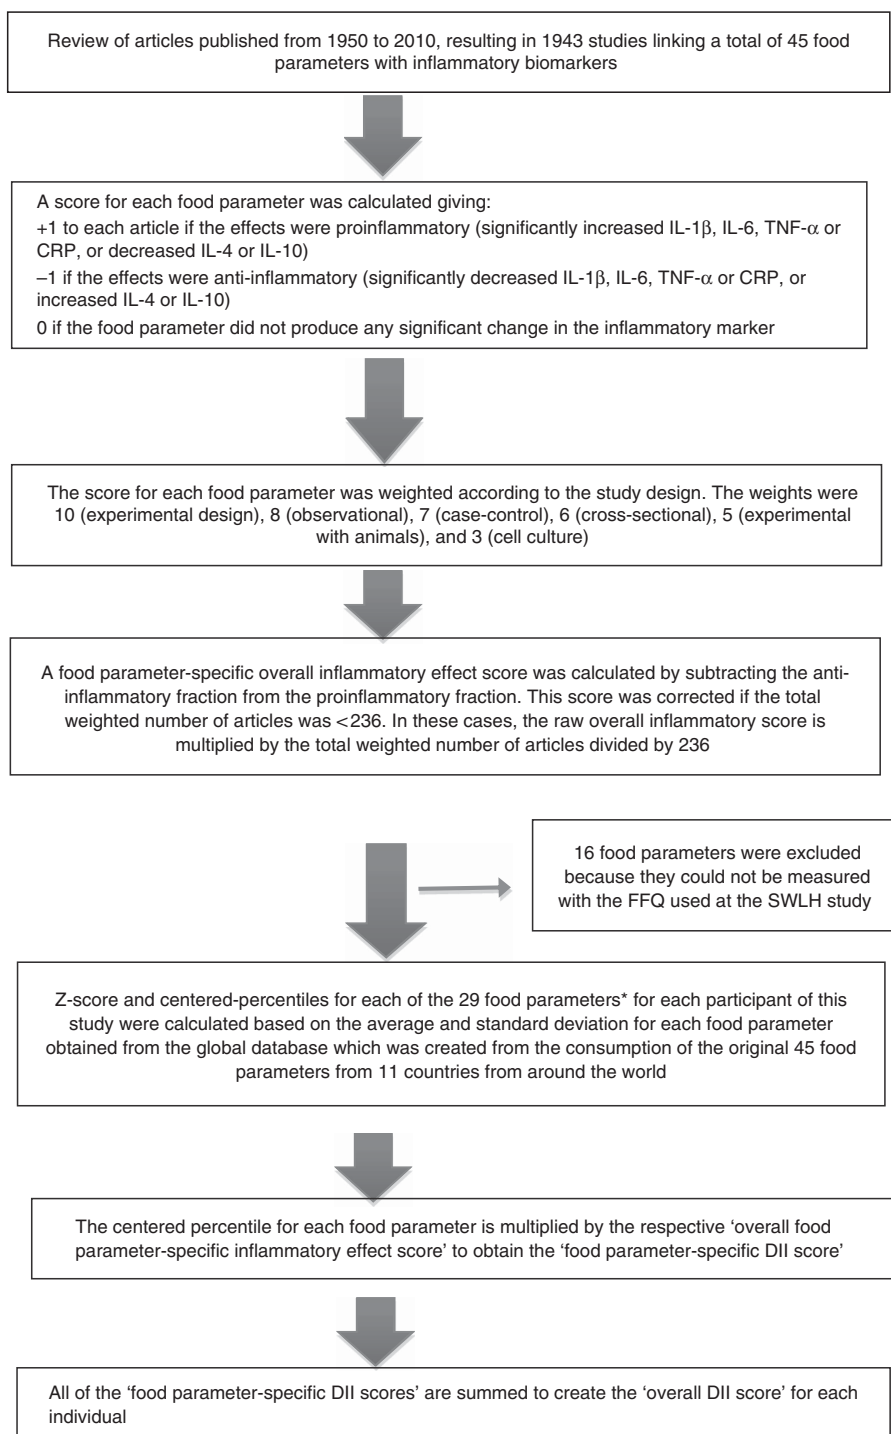 Review of articles published from 1950 to 2010, resulting in 1943 studies linking a total of 45 food
parameters with inflammatory biomarkers
A score for each food parameter was calculated giving:
+1 to each article if the effects were proinflammatory (significantly increased IL-1β, IL-6, TNF-α or
CRP, or decreased IL-4 or IL-10)
–1 if the effects were anti-inflammatory (significantly decreased IL-1β, IL-6, TNF-α or CRP, or
increased IL-4 or IL-10)
0 if the food parameter did not produce any significant change in the inflammatory marker
The score for each food parameter was weighted according to the study design. The weights were
10 (experimental design), 8 (observational), 7 (case-control), 6 (cross-sectional), 5 (experimental
with animals), and 3 (cell culture)
A food parameter-specific overall inflammatory effect score was calculated by subtracting the anti-
inflammatory fraction from the proinflammatory fraction. This score was corrected if the total
weighted number of articles was <236. In these cases, the raw overall inflammatory score is
multiplied by the total weighted number of articles divided by 236
16 food parameters were excluded
because they could not be measured
with the FFQ used at the SWLH study
Z-score and centered-percentiles for each of the 29 food parameters* for each participant of this
study were calculated based on the average and standard deviation for each food parameter
obtained from the global database which was created from the consumption of the original 45 food
parameters from 11 countries from around the world
The centered percentile for each food parameter is multiplied by the respective ‘overall food
parameter-specific inflammatory effect score’ to obtain the ‘food parameter-specific DII score’
All of the ‘food parameter-specific DII scores’ are summed to create the ‘overall DII score’ for each
individual